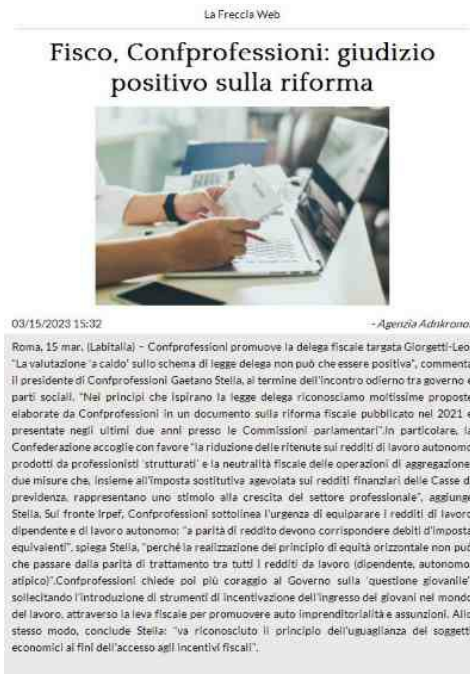 La Freccia Web
Fisco, Confprofessioni: giudizio
positivo sulla riforma
03/15/2023 15:32
- Agenzia Adnkronos
Roma, 15 mar. (Labitalia) – Confprofessioni promuove la delega fiscale targata Giorgetti-Leo.
"La valutazione 'a caldo' sullo schema di legge delega non può che essere positiva", commenta
il presidente di Confprofessioni Gaetano Stella, al termine dell'incontro odierno tra governo e
parti sociali. "Nei principi che ispirano la legge delega riconosciamo moltissime proposte
elaborate da Confprofessioni in un documento sulla riforma fiscale pubblicato nel 2021 e
presentate negli ultimi due anni presso le Commissioni parlamentari".In particolare, la
Confederazione accoglie con favore "la riduzione delle ritenute sui redditi di lavoro autonomo
prodotti da professionisti 'strutturati' e la neutralità fiscale delle operazioni di aggregazione,
due misure che, insieme all'imposta sostitutiva agevolata sui redditi finanziari delle Casse di
previdenza, rappresentano uno stimolo alla crescita del settore professionale", aggiunge
Stella. Sul fronte Irpef, Confprofessioni sottolinea l'urgenza di equiparare i redditi di lavoro
dipendente e di lavoro autonomo: "a parità di reddito devono corrispondere debiti d'imposta
equivalenti", spiega Stella, "perché la realizzazione del principio di equità orizzontale non può
che passare dalla parità di trattamento tra tutti i redditi da lavoro (dipendente, autonomo,
atipico)".Confprofessioni chiede poi più coraggio al Governo sulla 'questione giovanile',
sollecitando l'introduzione di strumenti di incentivazione dell'ingresso dei giovani nel mondo
del lavoro, attraverso la leva fiscale per promuovere auto imprenditorialità e assunzioni. Allo
stesso modo, conclude Stella: "va riconosciuto il principio dell'uguaglianza dei soggetti
economici ai fini dell'accesso agli incentivi fiscali".